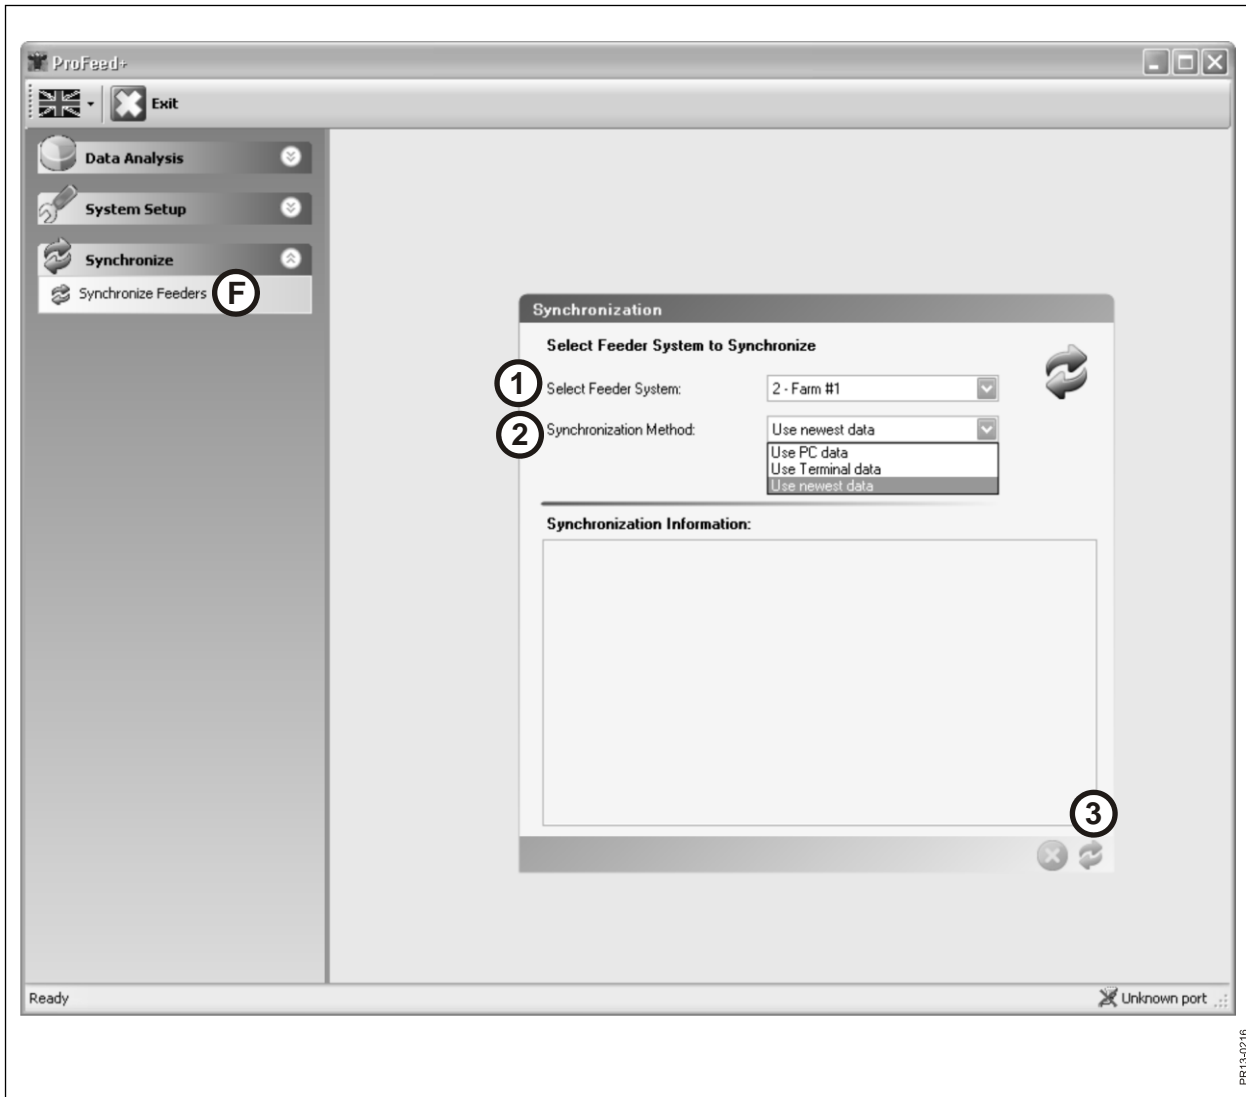 ProFeed+
Exit
Data Analysis
System Setup
Synchronize
Synchronize Feeders
F
Synchronization
Select Feeder System to Synchronize
1
Select Feeder System:
2 - Farm #1
2
Synchronization Method:
Use newest data
Use PC data
Use Terminal data
Use newest data
Synchronization Information:
3
Ready
Unknown port
PR13-0216